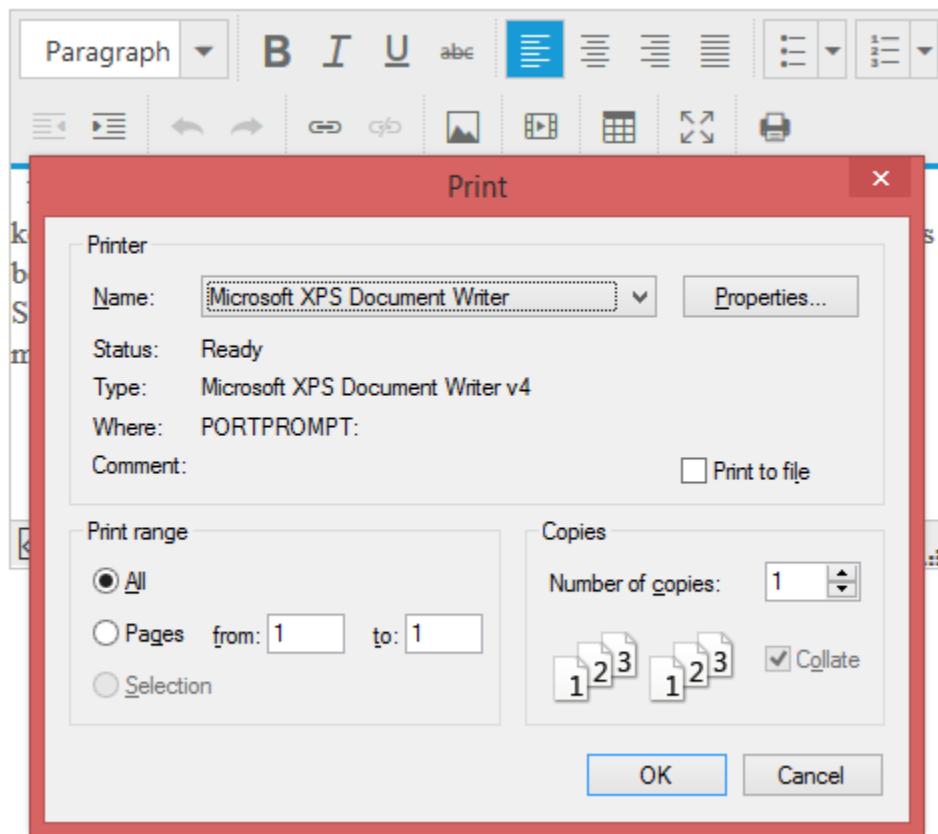 Paragraph B I U abc
Print
Printer
Name: Microsoft XPS Document Writer Properties...
Status: Ready
Type: Microsoft XPS Document Writer v4
Where: PORTPROMPT:
Comment:
Print to file
Print range
All
Pages from: 1 to: 1
Selection
Copies
Number of copies: 1
1 2 3 1 2 3
Collate
OK Cancel